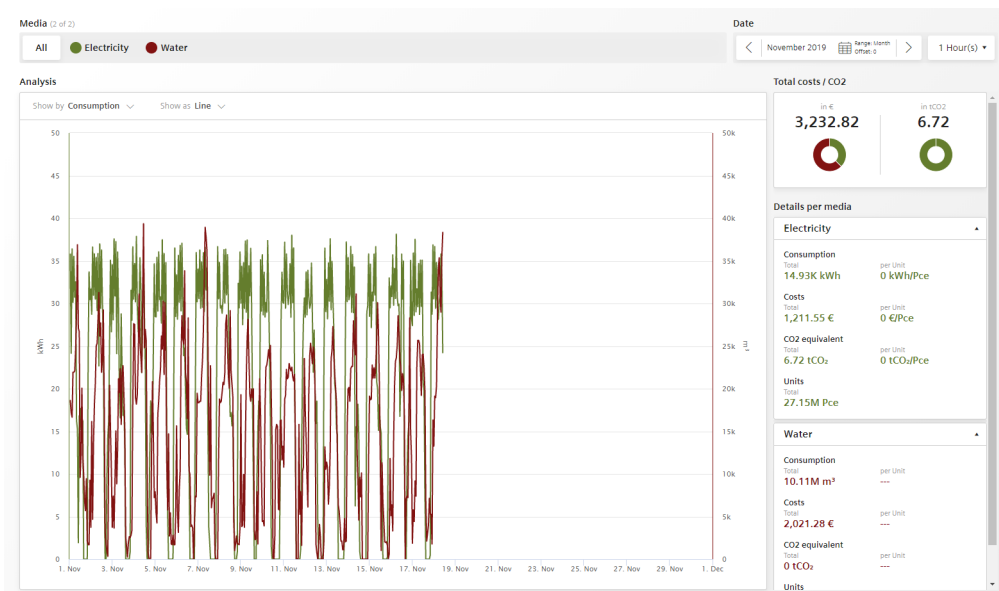 Media (2 of 2)
Date
All
Electricity
Water
November 2019
Range: Month
Offset: 0
1 Hour(s)
Analysis
Total costs / CO2
Show by Consumption
Show as Line
in €
3,232.82
in tCO2
6.72
50
45
40
35
30
25
20
15
10
5
0
kWh
50k
45k
40k
35k
30k
25k
20k
15k
10k
5k
0
m³
1. Nov
3. Nov
5. Nov
7. Nov
9. Nov
11. Nov
13. Nov
15. Nov
17. Nov
19. Nov
21. Nov
23. Nov
25. Nov
27. Nov
29. Nov
1. Dec
Details per media
Electricity
Consumption
Total per Unit
14.93K kWh 0 kWh/Pce
Costs
Total per Unit
1,211.55 € 0 €/Pce
CO2 equivalent
Total per Unit
6.72 tCO₂ 0 tCO₂/Pce
Units
Total
27.15M Pce
Water
Consumption
Total per Unit
10.11M m³ ---
Costs
Total per Unit
2,021.28 € ---
CO2 equivalent
Total per Unit
0 tCO₂ ---
Units